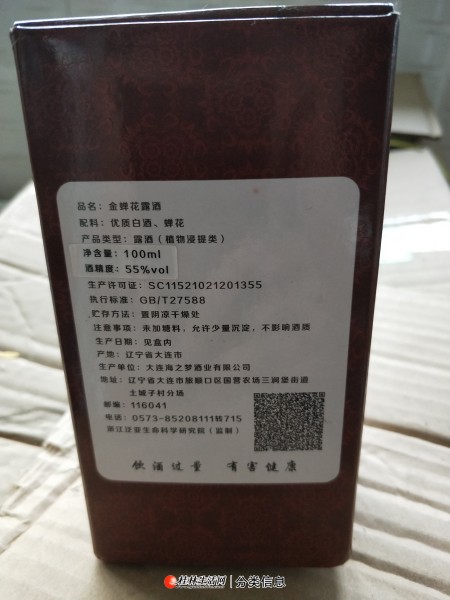 品名：金蝉花露酒
配料：优质白酒、蝉花
产品类型：露酒（植物浸提类）
净含量：100ml
酒精度：55%vol
生产许可证：SC11521021201355
执行标准：GB/T27588
贮存方法：置阴凉干燥处
注意事项：未加糖料，允许少量沉淀，不影响酒质
生产日期：见盒内
产地：辽宁省大连市
生产单位：大连海之梦酒业有限公司
地址：辽宁省大连市旅顺口区国营农场三涧堡街道
土城子村分场
邮编：116041
电话：0573-85208111转715
浙江泛亚生命科学研究院（监制）
饮酒过量 有害健康
桂林生活网 | 分类信息